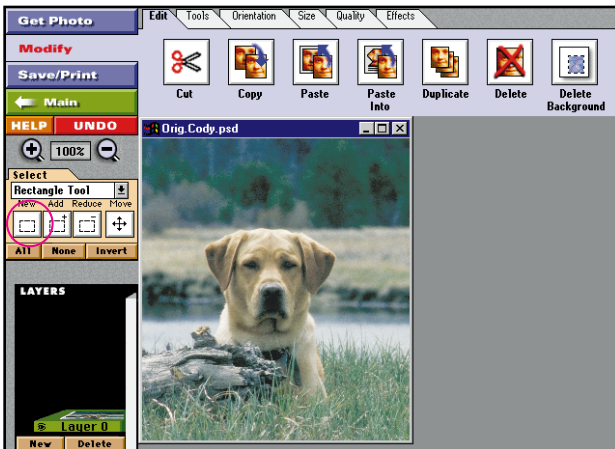 Get Photo
Modify
Save/Print
Main
HELP UNDO
100%
Select
Rectangle Tool
New Add Reduce Move
All None Invert
LAYERS
Layer 0
New Delete
Edit Tools Orientation Size Quality Effects
Cut Copy Paste Paste Into Duplicate Delete Delete Background
Orig.Cody.psd